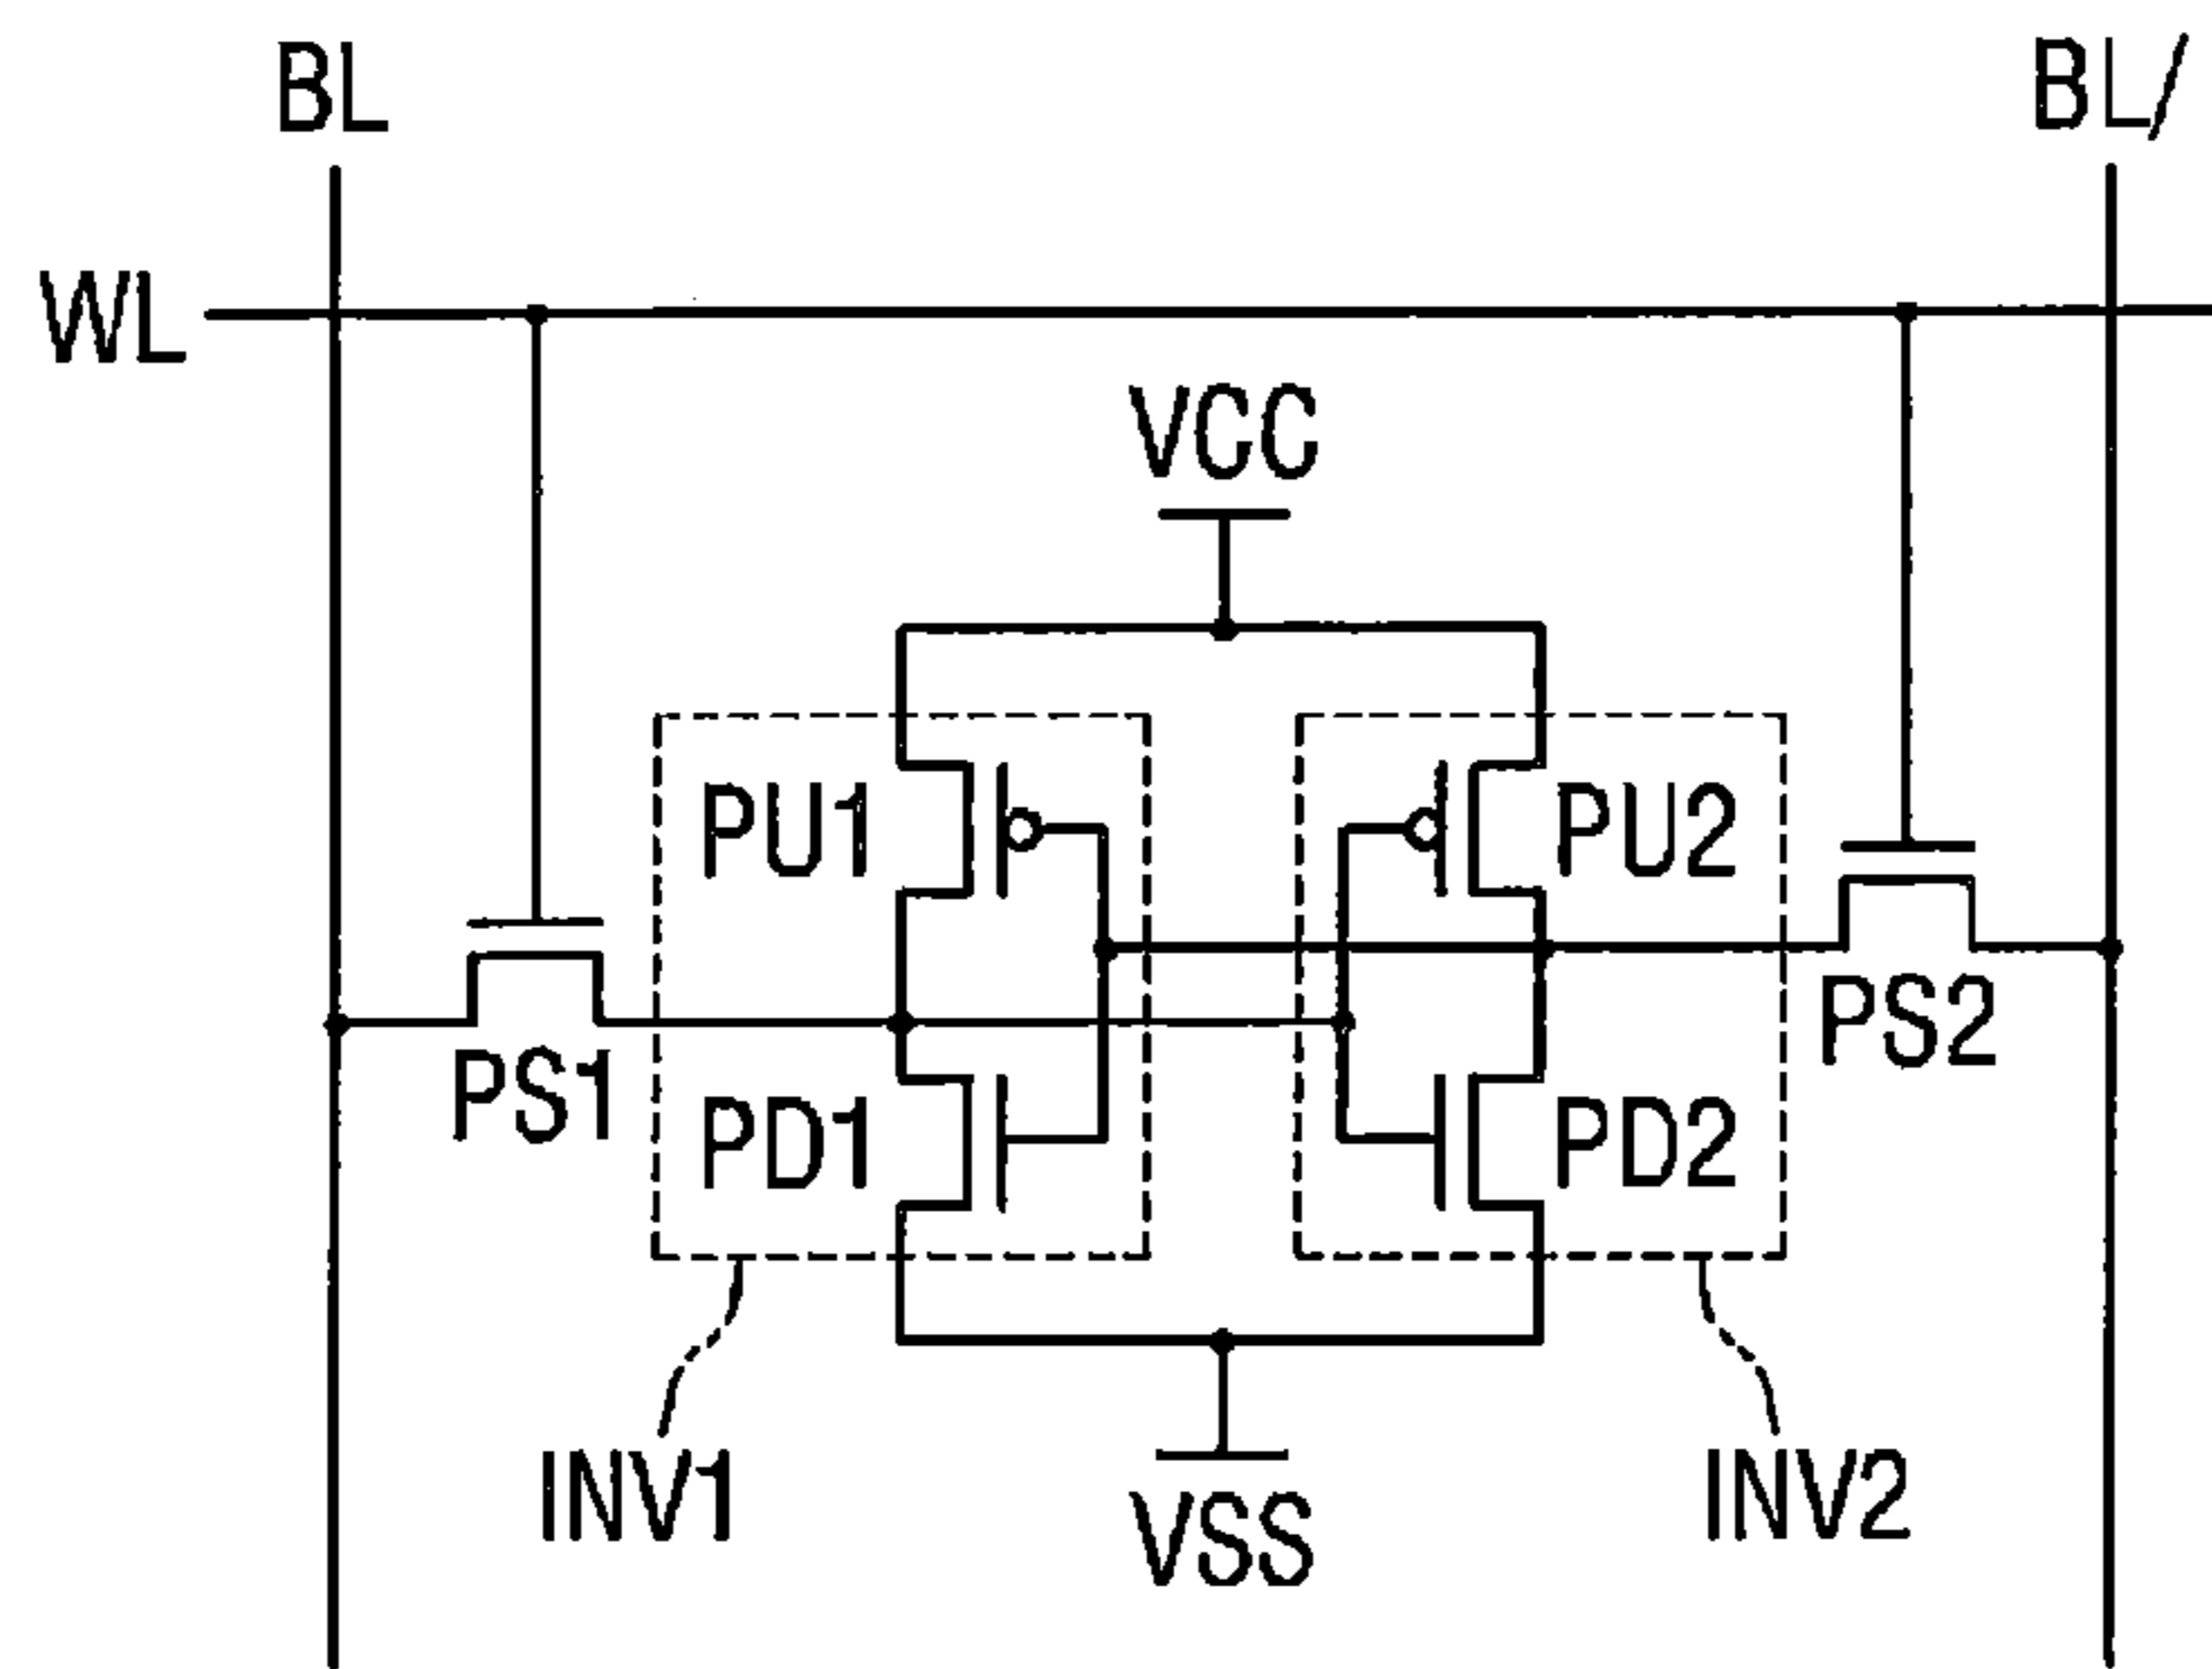 BL
BL/
WL
VCC
PU1
PU2
PS1
PS2
PD1
PD2
INV1
VSS
INV2